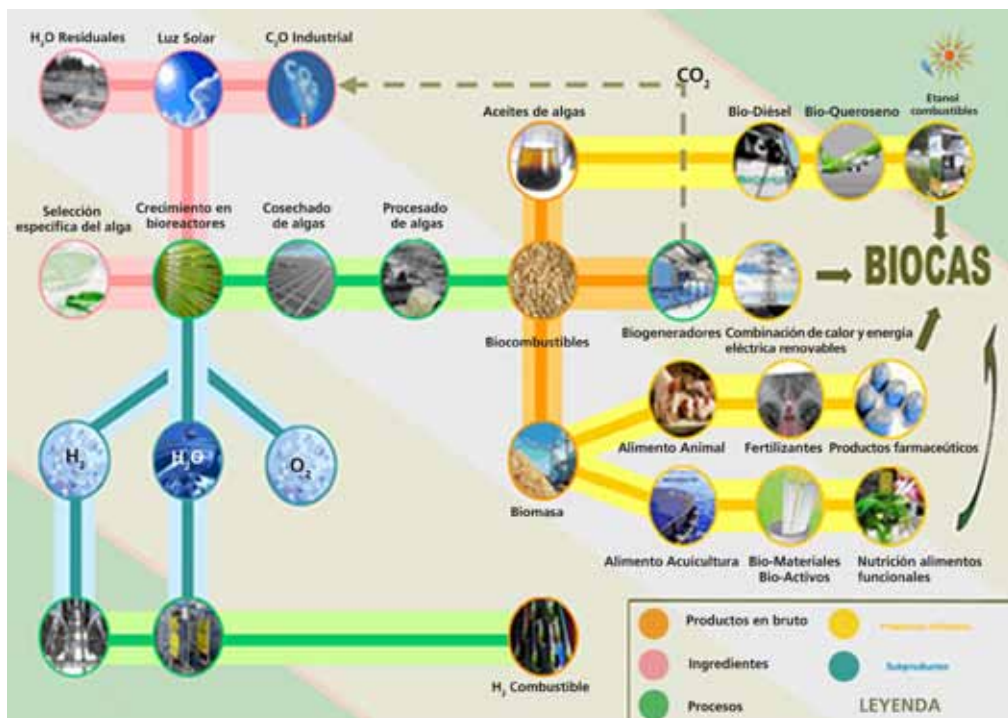 H₂O Residuales
Luz Solar
C₂O Industrial
CO₂
Aceites de algas
Bio-Diésel
Bio-Queroseno
Etanol
combustibles
Selección
específica del alga
Crecimiento en
bioreactores
Cosechado
de algas
Procesado
de algas
BIOCAS
Biocombustibles
Biogeneradores
Combinación de calor y energía
eléctrica renovables
H₂
H₂O
O₂
Alimento Animal
Fertilizantes
Productos farmaceúticos
Biomasa
Alimento Acuicultura
Bio-Materiales
Bio-Activos
Nutrición alimentos
funcionales
H₂ Combustible
Productos en bruto
Ingredientes
Subproductos
Procesos
LEYENDA